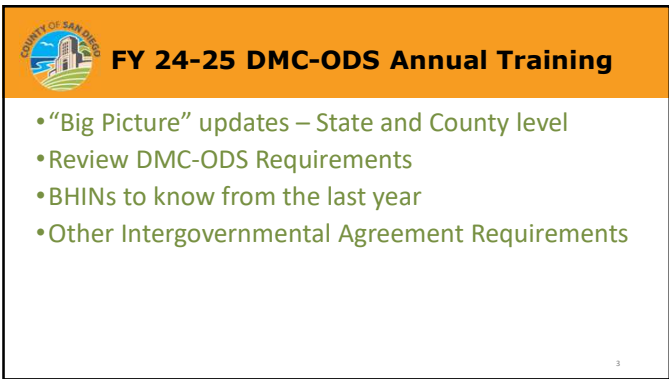 COUNTY OF SAN DIEGO
FY 24-25 DMC-ODS Annual Training
•“Big Picture” updates – State and County level
•Review DMC-ODS Requirements
•BHINs to know from the last year
•Other Intergovernmental Agreement Requirements
3